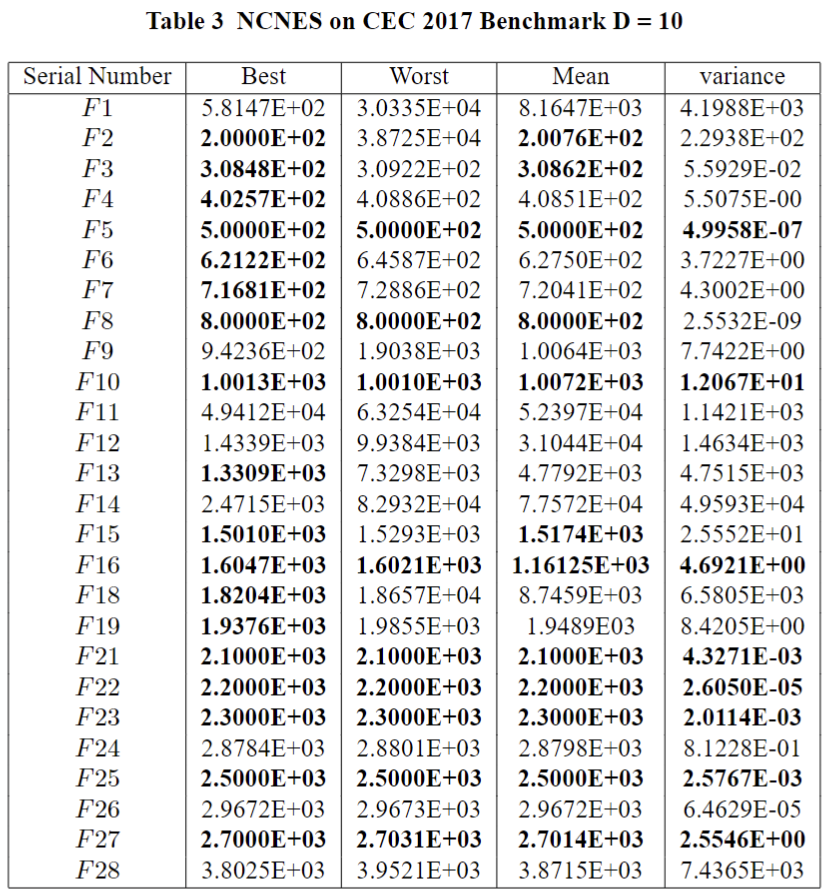 Table 3 NCNES on CEC 2017 Benchmark D = 10
Serial Number Best Worst Mean variance
F1 5.8147E+02 3.0335E+04 8.1647E+03 4.1988E+03
F2 2.0000E+02 3.8725E+04 2.0076E+02 2.2938E+02
F3 3.0848E+02 3.0922E+02 3.0862E+02 5.5929E-02
F4 4.0257E+02 4.0886E+02 4.0851E+02 5.5075E-00
F5 5.0000E+02 5.0000E+02 5.0000E+02 4.9958E-07
F6 6.2122E+02 6.4587E+02 6.2750E+02 3.7227E+00
F7 7.1681E+02 7.2886E+02 7.2041E+02 4.3002E+00
F8 8.0000E+02 8.0000E+02 8.0000E+02 2.5532E-09
F9 9.4236E+02 1.9038E+03 1.0064E+03 7.7422E+00
F10 1.0013E+03 1.0010E+03 1.0072E+03 1.2067E+01
F11 4.9412E+04 6.3254E+04 5.2397E+04 1.1421E+03
F12 1.4339E+03 9.9384E+03 3.1044E+04 1.4634E+03
F13 1.3309E+03 7.3298E+03 4.7792E+03 4.7515E+03
F14 2.4715E+03 8.2932E+04 7.7572E+04 4.9593E+04
F15 1.5010E+03 1.5293E+03 1.5174E+03 2.5552E+01
F16 1.6047E+03 1.6021E+03 1.16125E+03 4.6921E+00
F18 1.8204E+03 1.8657E+04 8.7459E+03 6.5805E+03
F19 1.9376E+03 1.9855E+03 1.9489E03 8.4205E+00
F21 2.1000E+03 2.1000E+03 2.1000E+03 4.3271E-03
F22 2.2000E+03 2.2000E+03 2.2000E+03 2.6050E-05
F23 2.3000E+03 2.3000E+03 2.3000E+03 2.0114E-03
F24 2.8784E+03 2.8801E+03 2.8798E+03 8.1228E-01
F25 2.5000E+03 2.5000E+03 2.5000E+03 2.5767E-03
F26 2.9672E+03 2.9673E+03 2.9672E+03 6.4629E-05
F27 2.7000E+03 2.7031E+03 2.7014E+03 2.5546E+00
F28 3.8025E+03 3.9521E+03 3.8715E+03 7.4365E+03